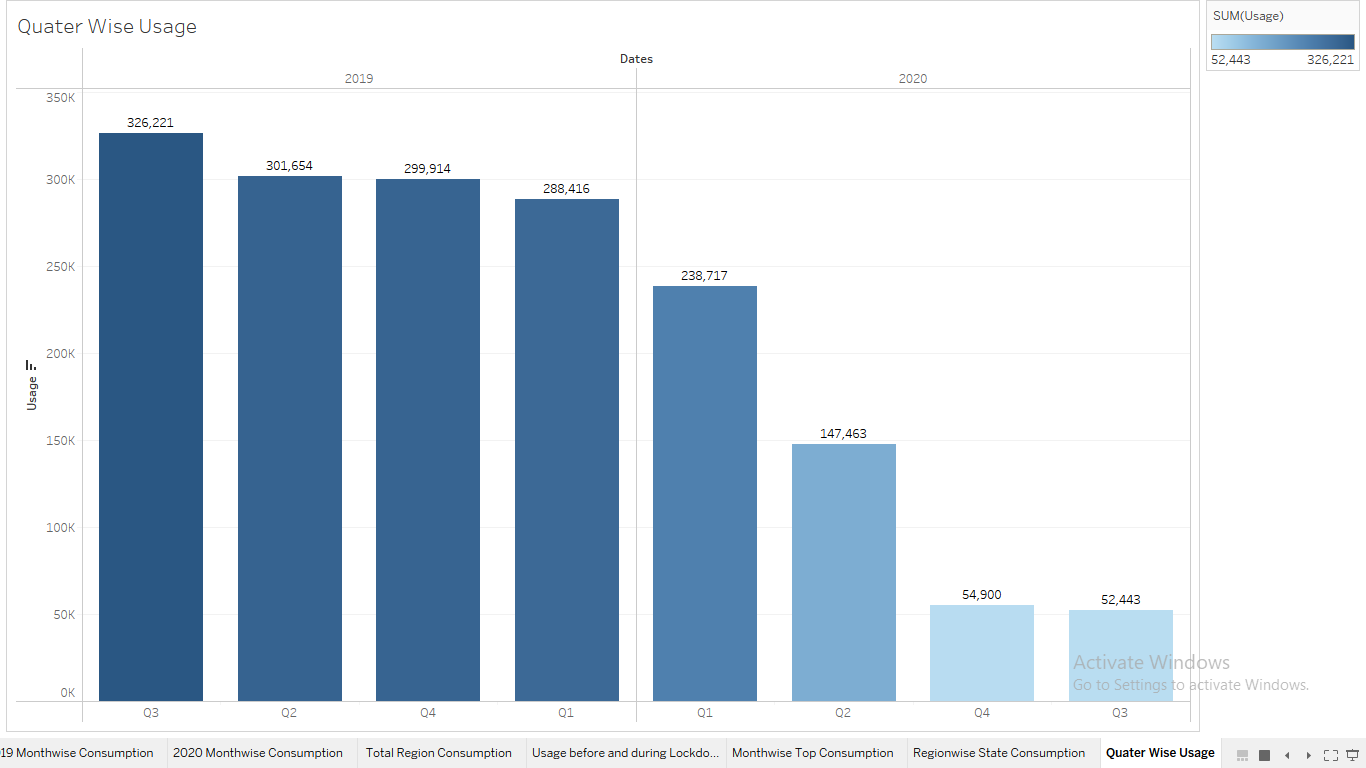 Quater Wise Usage
SUM(Usage)
52,443 326,221
Dates
2019 2020
350K
300K
250K
200K
150K
100K
50K
0K
Usage
326,221
301,654
299,914
288,416
238,717
147,463
54,900
52,443
Q3 Q2 Q4 Q1 Q1 Q2 Q4 Q3
Activate Windows
Go to Settings to activate Windows.
19 Monthwise Consumption 2020 Monthwise Consumption Total Region Consumption Usage before and during Lockdo... Monthwise Top Consumption Regionwise State Consumption Quater Wise Usage